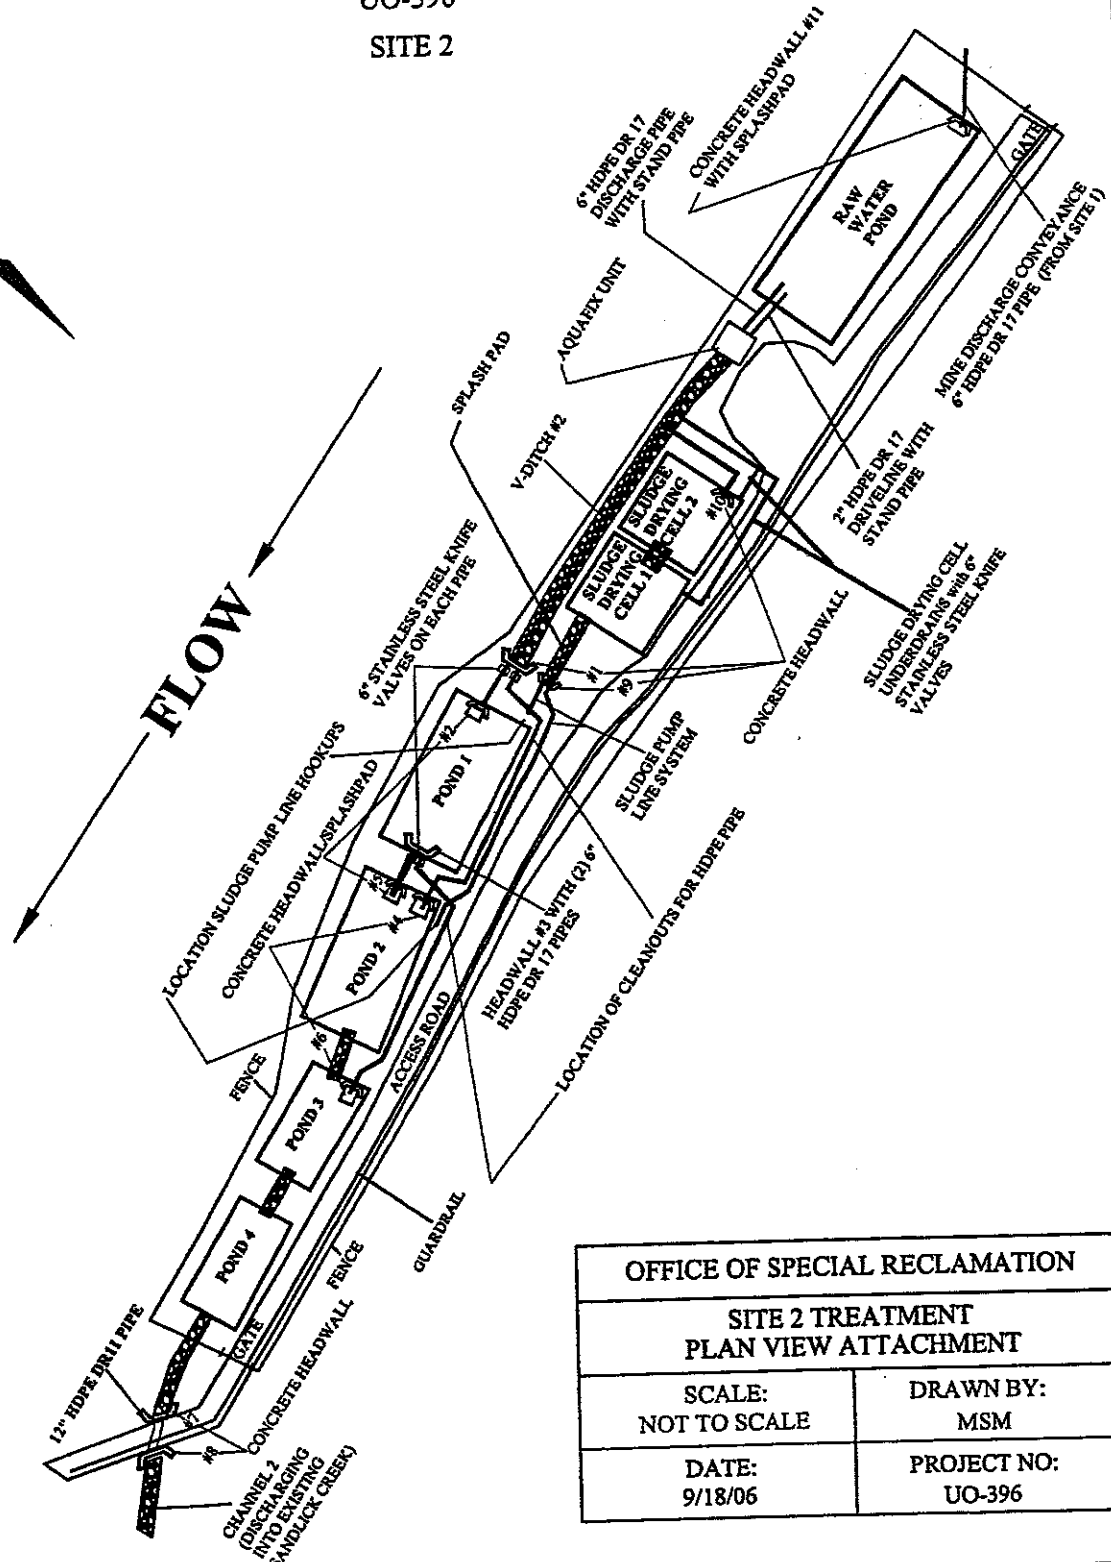 UO-396
SITE 2
CONCRETE HEADWALL #11
WITH SPLASHPAD
6" HDPE DR 17
DISCHARGE PIPE
WITH STAND PIPE
GATE
RAW
WATER
POND
MINE DISCHARGE CONVEYANCE
6" HDPE DR 17 PIPE (FROM SITE 1)
AQUAFIX UNIT
SPLASH PAD
V-DITCH #2
2" HDPE DR 17
DRIVELINE WITH
STAND PIPE
SLUDGE
DRYING
CELL 2
#10
SLUDGE
DRYING
CELL 1
SLUDGE DRYING CELL
UNDERDRAINS with 6"
STAINLESS STEEL KNIFE
VALVES
CONCRETE HEADWALL
6" STAINLESS STEEL KNIFE
VALVES ON EACH PIPE
FLOW
#1
#9
SLUDGE PUMP
LINE SYSTEM
#2
POND 1
LOCATION SLUDGE PUMP LINE HOOKUPS
CONCRETE HEADWALL/SPLASHPAD
#5
#4
POND 2
HEADWALL #3 WITH (2) 6"
HDPE DR 17 PIPES
LOCATION OF CLEANOUTS FOR HDPE PIPE
#6
ACCESS ROAD
FENCE
POND 3
GUARDRAIL
POND 4
FENCE
GATE
12" HDPE DR11 PIPE
#7
#8
CONCRETE HEADWALL
CHANNEL 2
(DISCHARGING
INTO EXISTING
SANDLICK CREEK)
OFFICE OF SPECIAL RECLAMATION
SITE 2 TREATMENT
PLAN VIEW ATTACHMENT
SCALE:
NOT TO SCALE
DRAWN BY:
MSM
DATE:
9/18/06
PROJECT NO:
UO-396